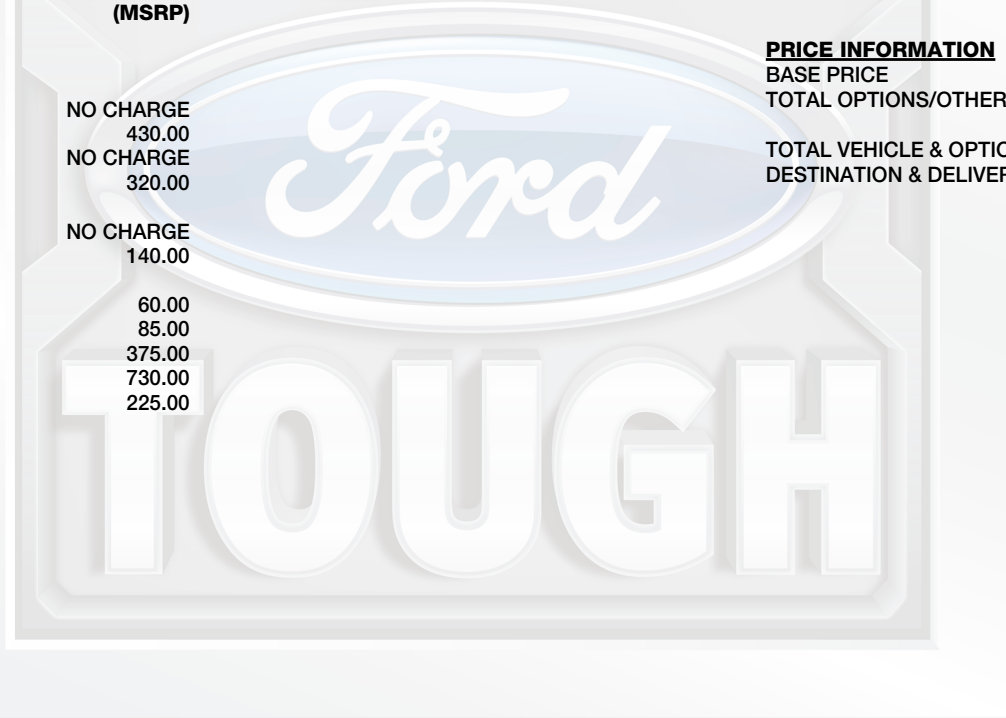 (MSRP)
NO CHARGE
430.00
NO CHARGE
320.00
NO CHARGE
140.00
60.00
85.00
375.00
730.00
225.00
PRICE INFORMATION
BASE PRICE
TOTAL OPTIONS/OTHER
TOTAL VEHICLE & OPTIO
DESTINATION & DELIVER
Ford
TOUGH